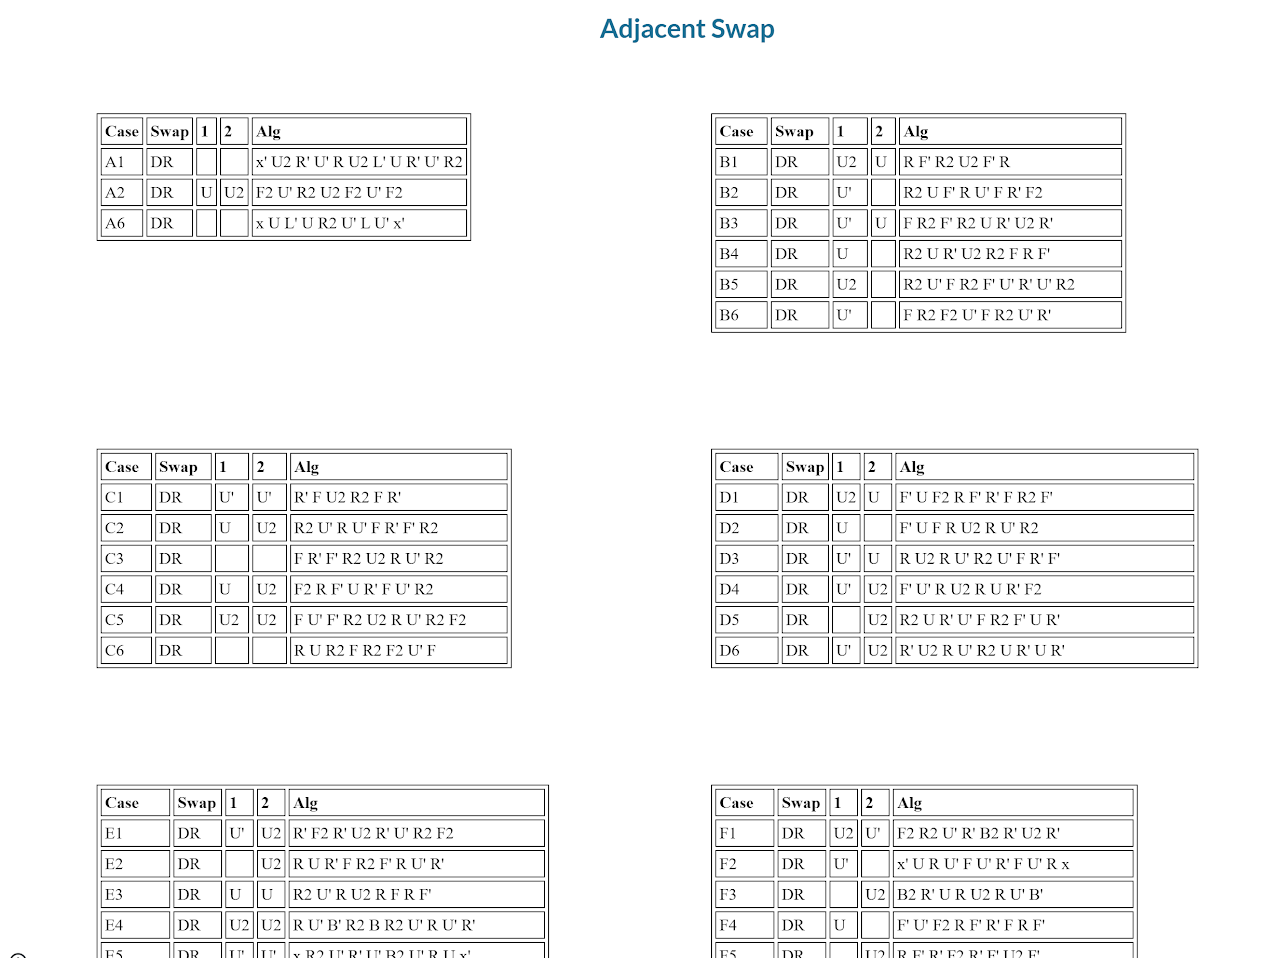 Adjacent Swap
Case Swap 1 2 Alg
A1 DR x' U2 R' U' R U2 L' U R' U' R2
A2 DR U U2 F2 U' R2 U2 F2 U' F2
A6 DR x U L' U R2 U' L U' x'
Case Swap 1 2 Alg
B1 DR U2 U R F' R2 U2 F' R
B2 DR U' R2 U F' R U' F R' F2
B3 DR U' U F R2 F' R2 U R' U2 R'
B4 DR U R2 U R' U2 R2 F R F'
B5 DR U2 R2 U' F R2 F' U' R' U' R2
B6 DR U' F R2 F2 U' F R2 U' R'
Case Swap 1 2 Alg
C1 DR U' U' R' F U2 R2 F R'
C2 DR U U2 R2 U' R U' F R' F' R2
C3 DR F R' F' R2 U2 R U' R2
C4 DR U U2 F2 R F' U R' F U' R2
C5 DR U2 U2 F U' F' R2 U2 R U' R2 F2
C6 DR R U R2 F R2 F2 U' F
Case Swap 1 2 Alg
D1 DR U2 U F' U F2 R F' R' F R2 F'
D2 DR U F' U F R U2 R U' R2
D3 DR U' U R U2 R U' R2 U' F R' F'
D4 DR U' U2 F' U' R U2 R U R' F2
D5 DR U2 R2 U R' U' F R2 F' U R'
D6 DR U' U2 R' U2 R U' R2 U R' U R'
Case Swap 1 2 Alg
E1 DR U' U2 R' F2 R' U2 R' U' R2 F2
E2 DR U2 R U R' F R2 F' R U' R'
E3 DR U U R2 U' R U2 R F R F'
E4 DR U2 U2 R U' B' R2 B R2 U' R U' R'
E5 DR U' U' x R2 U' R' U' B2 U' R U x'
Case Swap 1 2 Alg
F1 DR U2 U' F2 R2 U' R' B2 R' U2 R'
F2 DR U' x' U R U' F U' R' F U' R x
F3 DR U2 B2 R' U R U2 R U' B'
F4 DR U F' U' F2 R F' R' F R F'
F5 DR U2 R F' R' F2 R' F' U2 F'